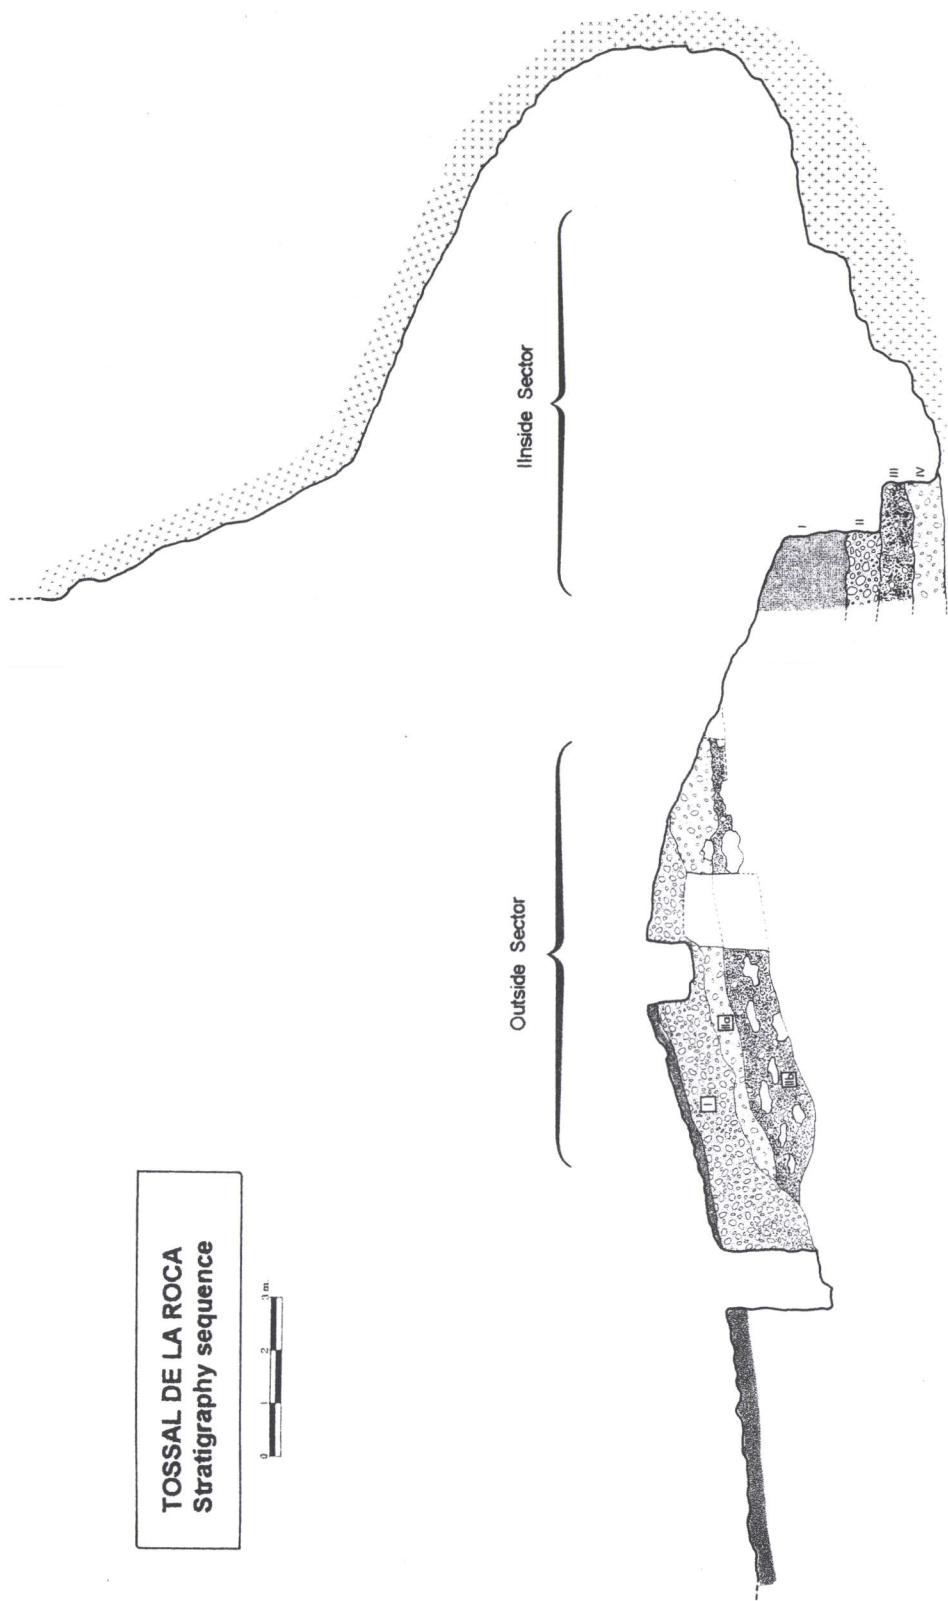 TOSSAL DE LA ROCA
Stratigraphy sequence
0 1 2 3 m.
Outside Sector
IInside Sector
I
IIa
IIb
I
II
III
IV